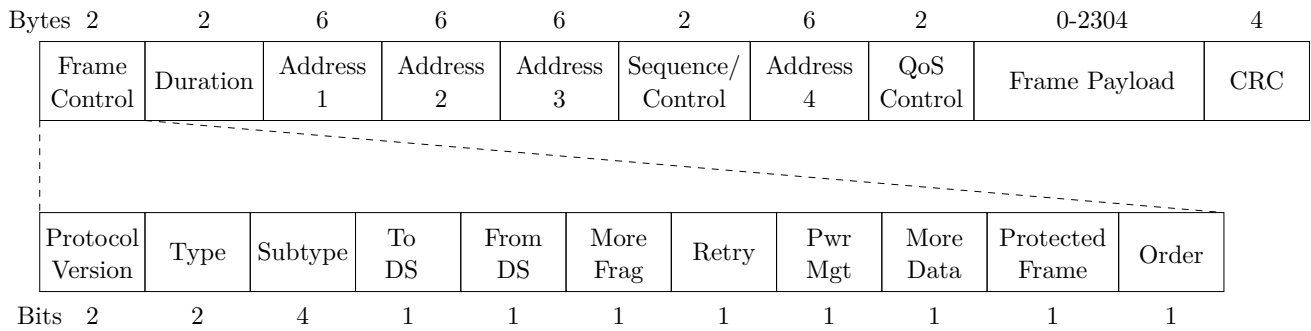 Bytes 2 2 6 6 6 2 6 2 0-2304 4
Frame Control Duration Address 1 Address 2 Address 3 Sequence/ Control Address 4 QoS Control Frame Payload CRC
Protocol Version Type Subtype To DS From DS More Frag Retry Pwr Mgt More Data Protected Frame Order
Bits 2 2 4 1 1 1 1 1 1 1 1